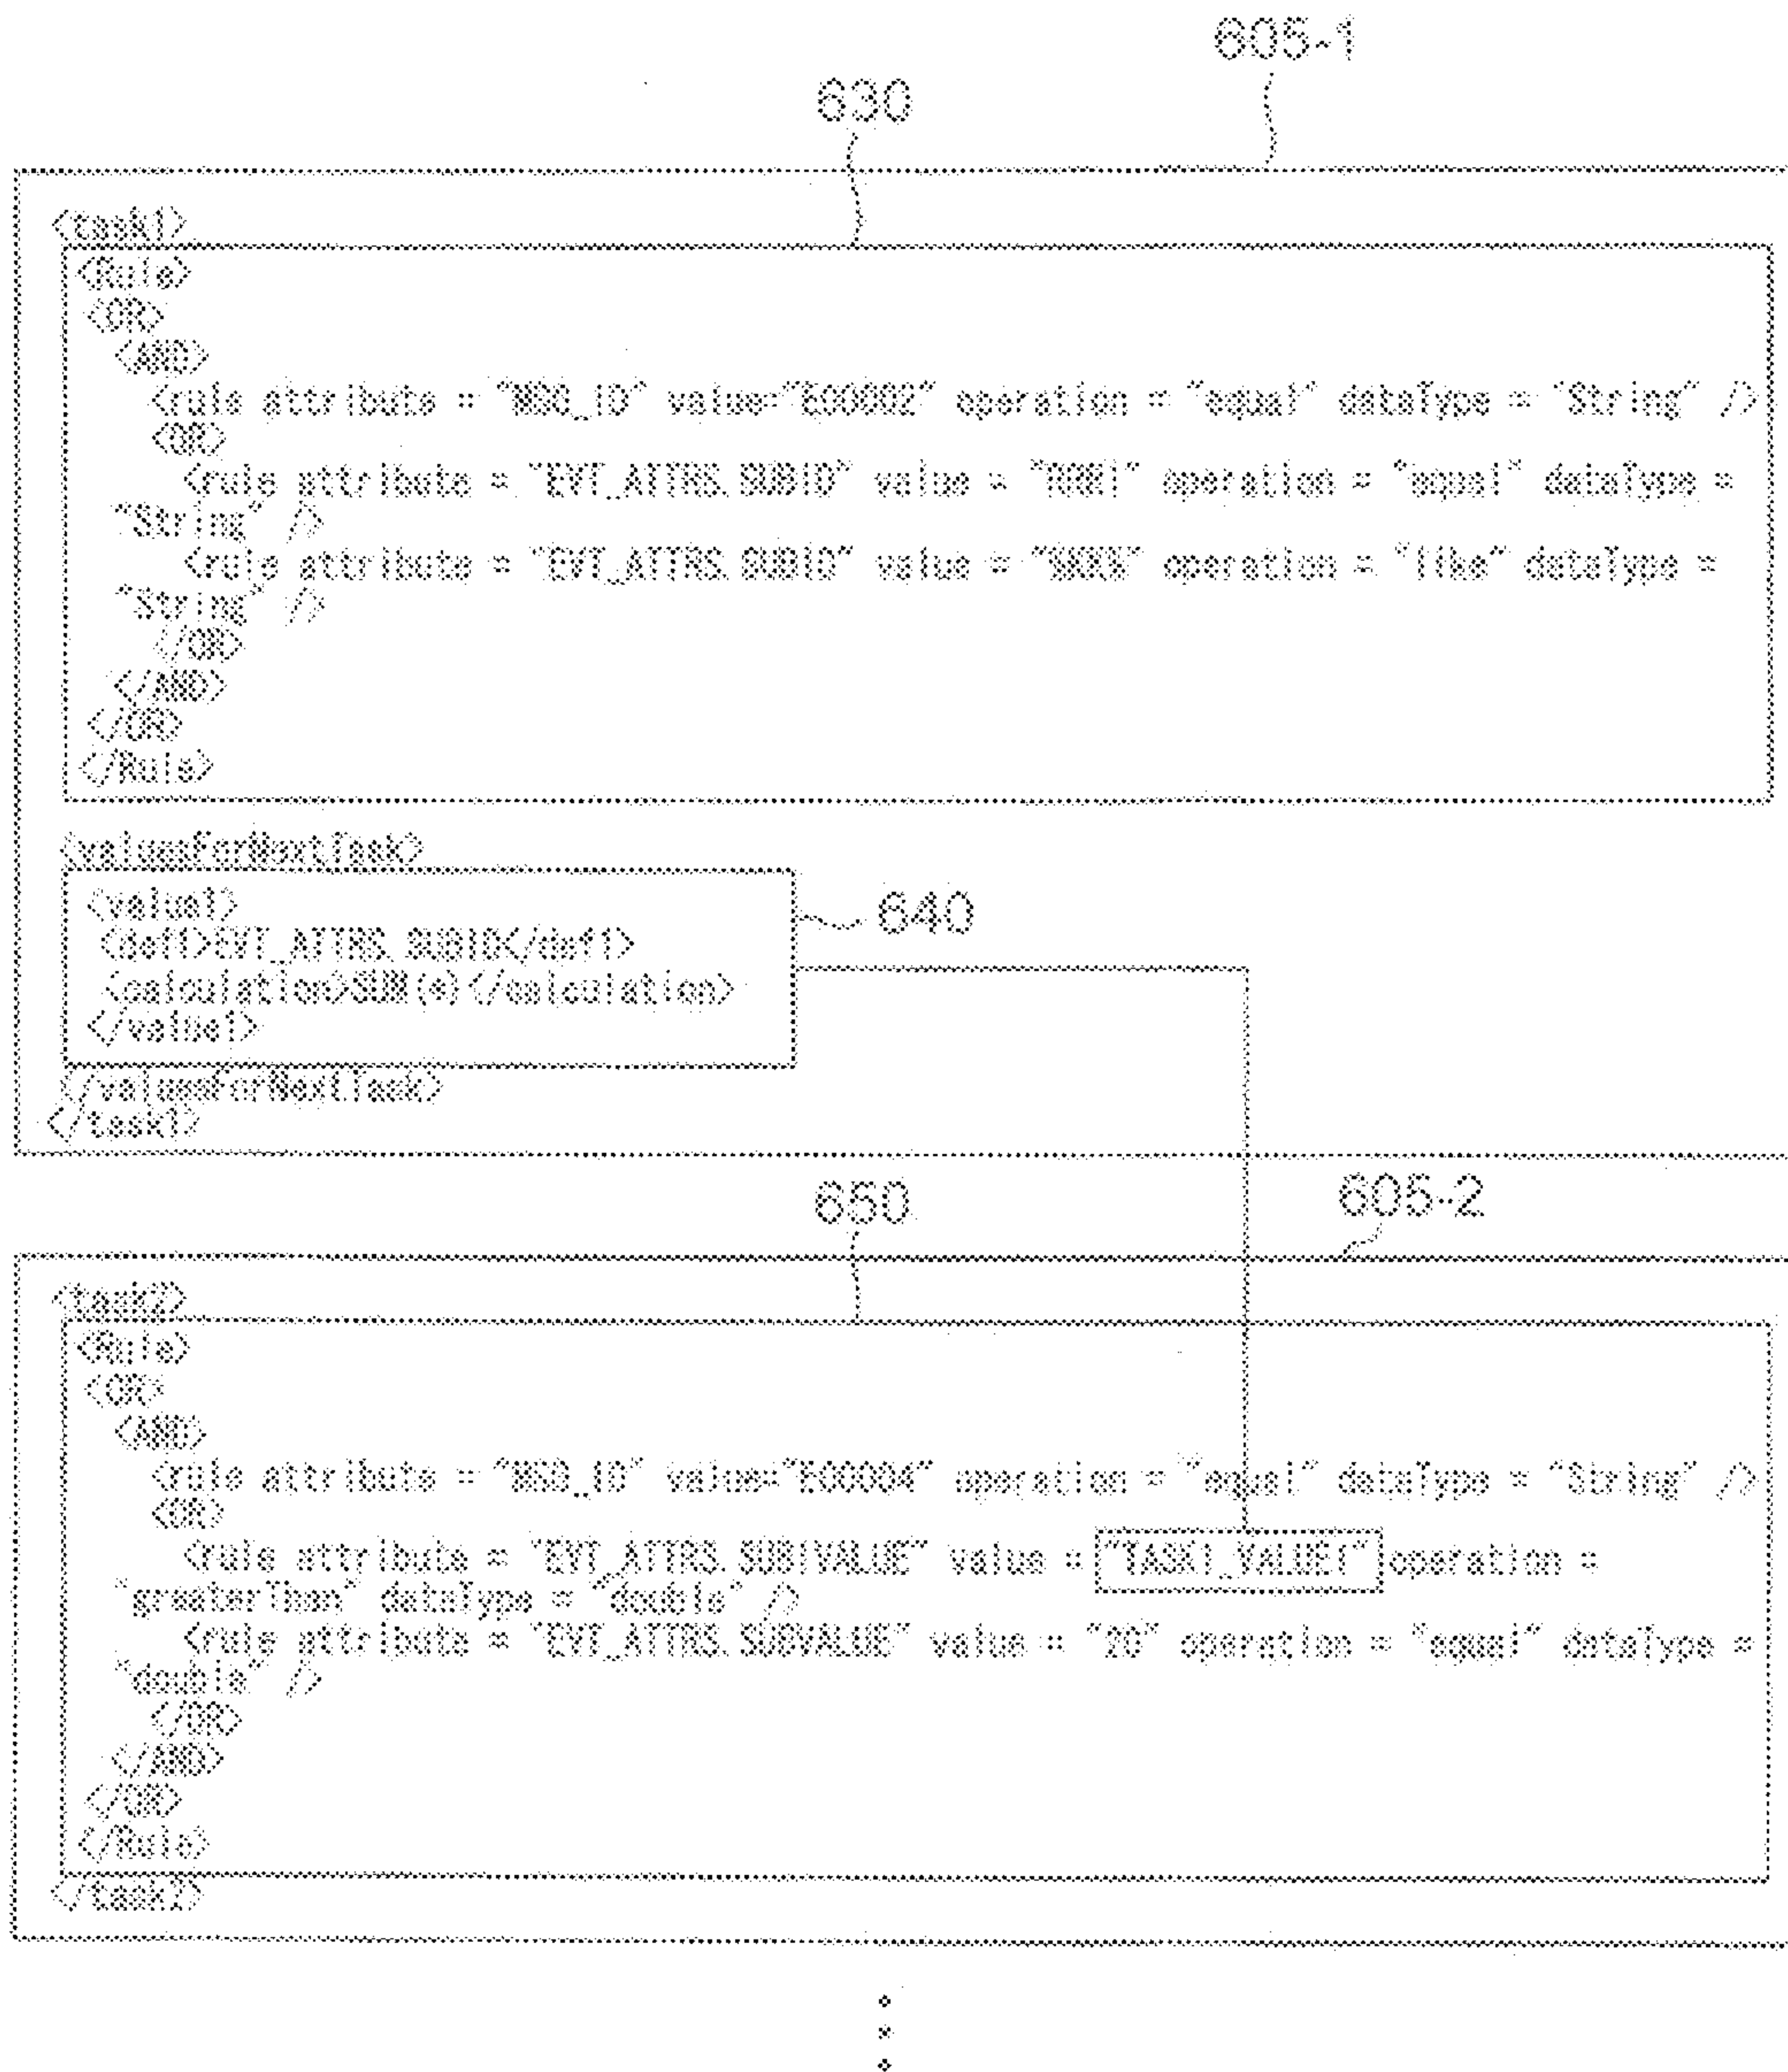 605-1
630
<task1>
<Rule>
<OR>
<AND>
<rule attribute = "MSG_ID" value="E00002" operation = "equal" dataType = "String" />
<OR>
<rule attribute = "EVT_ATTRS.SUBID" value = operation = "equal" dataType =
"String" />
<rule attribute = "EVT_ATTRS.SUBID" value = operation = "like" dataType =
"String" />
</OR>
</AND>
</OR>
</Rule>
<valuesForNextTask>
<value1>
<def1>EVT_ATTRS.SUBID</def1>
<calculation>SUM(*)</calculation>
</value1>
640
</valuesForNextTask>
</task1>
650
605-2
<task2>
<Rule>
<OR>
<AND>
<rule attribute = "MSG_ID" value="E00004" operation = "equal" dataType = "String" />
<OR>
<rule attribute = "EVT_ATTRS.SUB1VALUE" value = "TASK1_VALUE1" operation =
"greaterThan" dataType = "double" />
<rule attribute = "EVT_ATTRS.SUBVALUE" value = "20" operation = "equal" dataType =
"double" />
</OR>
</AND>
</OR>
</Rule>
</task2>